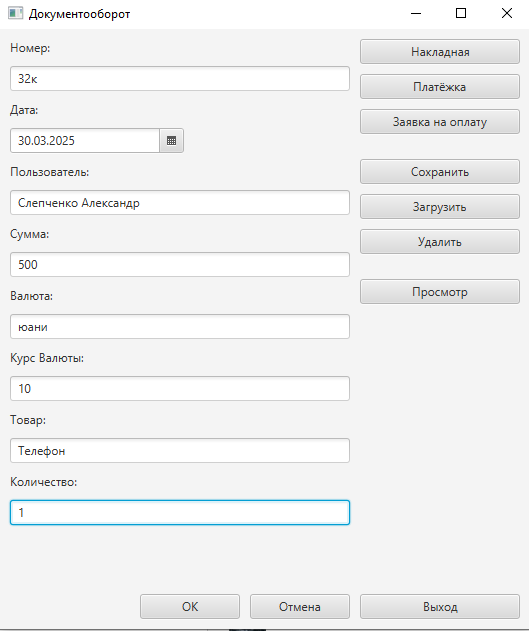 Документооборот
Номер:
32к
Дата:
30.03.2025
Пользователь:
Слепченко Александр
Сумма:
500
Валюта:
юани
Курс Валюты:
10
Товар:
Телефон
Количество:
1
Накладная
Платёжка
Заявка на оплату
Сохранить
Загрузить
Удалить
Просмотр
ОК
Отмена
Выход